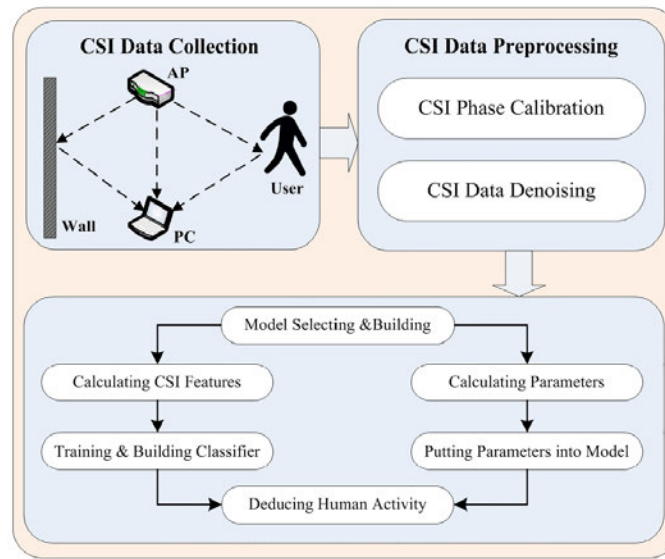 CSI Data Collection
AP
User
Wall
PC
CSI Data Preprocessing
CSI Phase Calibration
CSI Data Denoising
Model Selecting &Building
Calculating CSI Features
Calculating Parameters
Training & Building Classifier
Putting Parameters into Model
Deducing Human Activity